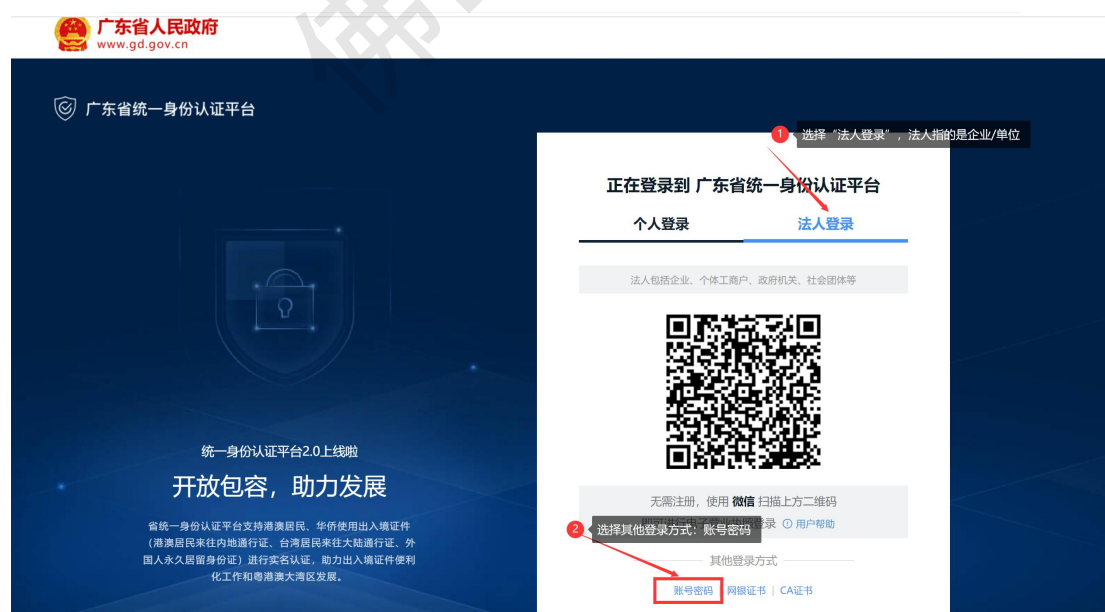 广东省人民政府
www.gd.gov.cn
广东省统一身份认证平台
1 选择“法人登录”，法人指的是企业/单位
正在登录到 广东省统一身份认证平台
个人登录 法人登录
法人包括企业、个体工商户、政府机关、社会团体等
统一身份认证平台2.0上线啦
开放包容，助力发展
省统一身份认证平台支持港澳居民、华侨使用出入境证件
（港澳居民来往内地通行证、台湾居民来往大陆通行证、外
国人永久居留身份证）进行实名认证，助力出入境证件便利
化工作和粤港澳大湾区发展。
无需注册，使用 微信 扫描上方二维码
登录 用户帮助
2 选择其他登录方式：账号密码
其他登录方式
账号密码 网银证书 | CA证书
佛